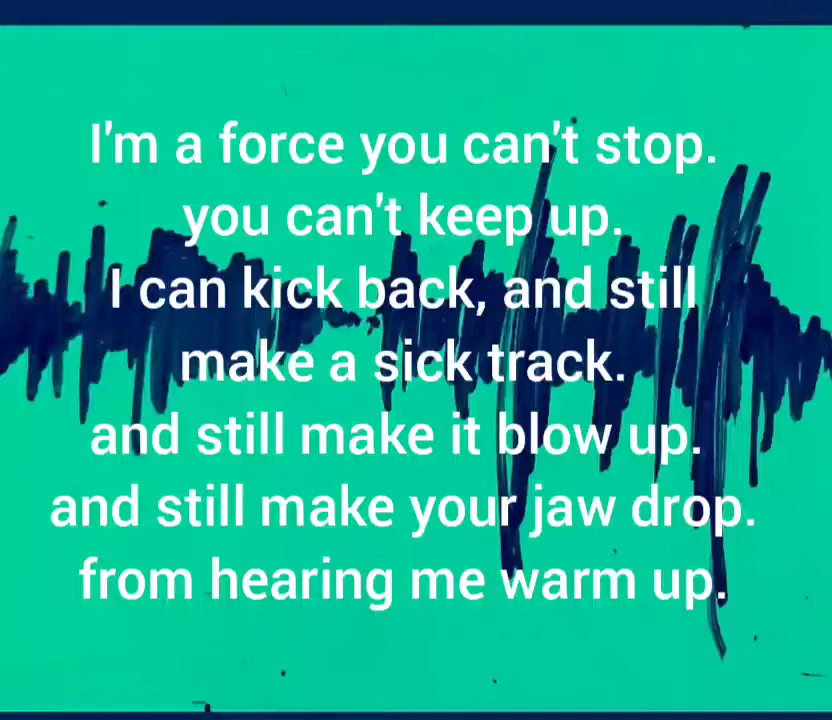 I'm a force you can't stop.
you can't keep up.
I can kick back, and still
make a sick track.
and still make it blow up.
and still make your jaw drop.
from hearing me warm up.